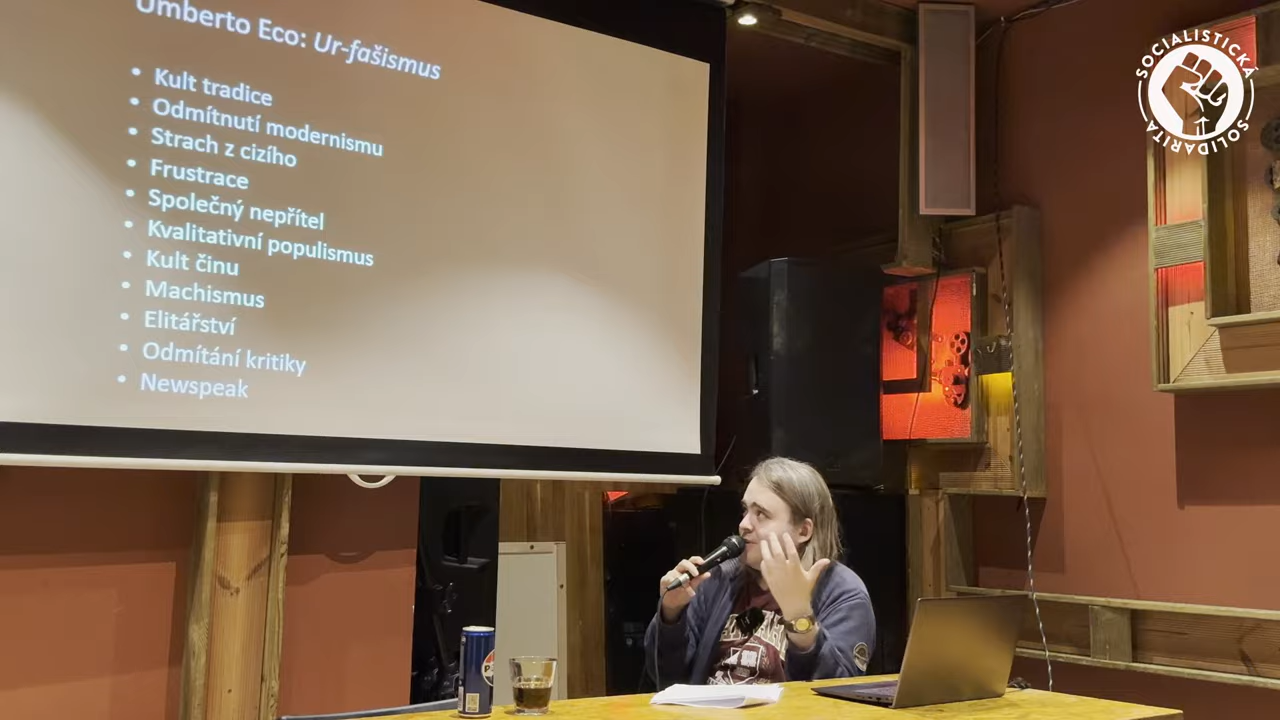 Umberto Eco: Ur-fašismus
• Kult tradice
• Odmítnutí modernismu
• Strach z cizího
• Frustrace
• Společný nepřítel
• Kvalitativní populismus
• Kult činu
• Machismus
• Elitářství
• Odmítání kritiky
• Newspeak
SOCIALISTICKÁ
SOLIDARITA